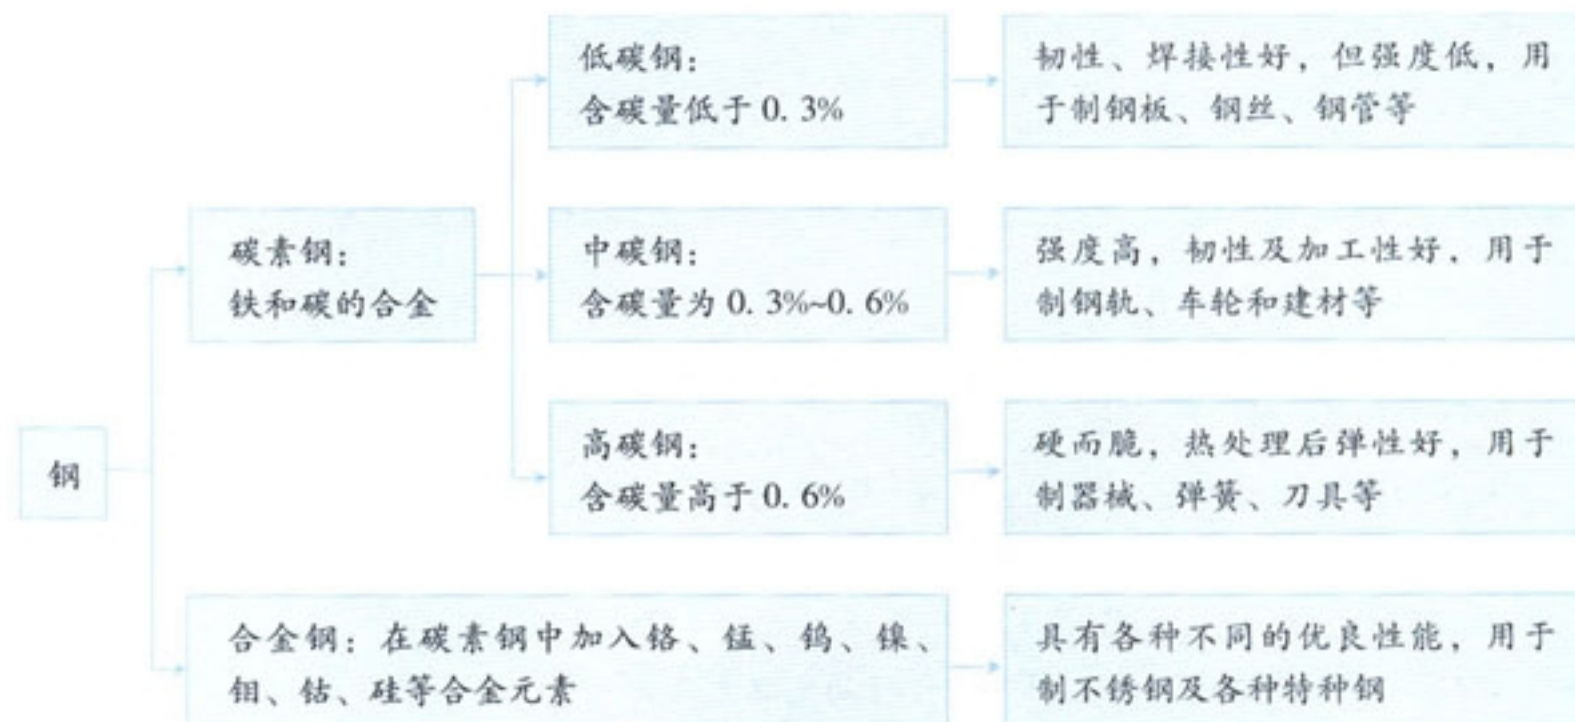 低碳钢：
含碳量低于 0. 3%
韧性、焊接性好，但强度低，用
于制钢板、钢丝、钢管等
碳素钢：
铁和碳的合金
中碳钢：
含碳量为 0. 3%~0. 6%
强度高，韧性及加工性好，用于
制钢轨、车轮和建材等
钢
高碳钢：
含碳量高于 0. 6%
硬而脆，热处理后弹性好，用于
制器械、弹簧、刀具等
合金钢：在碳素钢中加入铬、锰、钨、镍、
钼、钴、硅等合金元素
具有各种不同的优良性能，用于
制不锈钢及各种特种钢